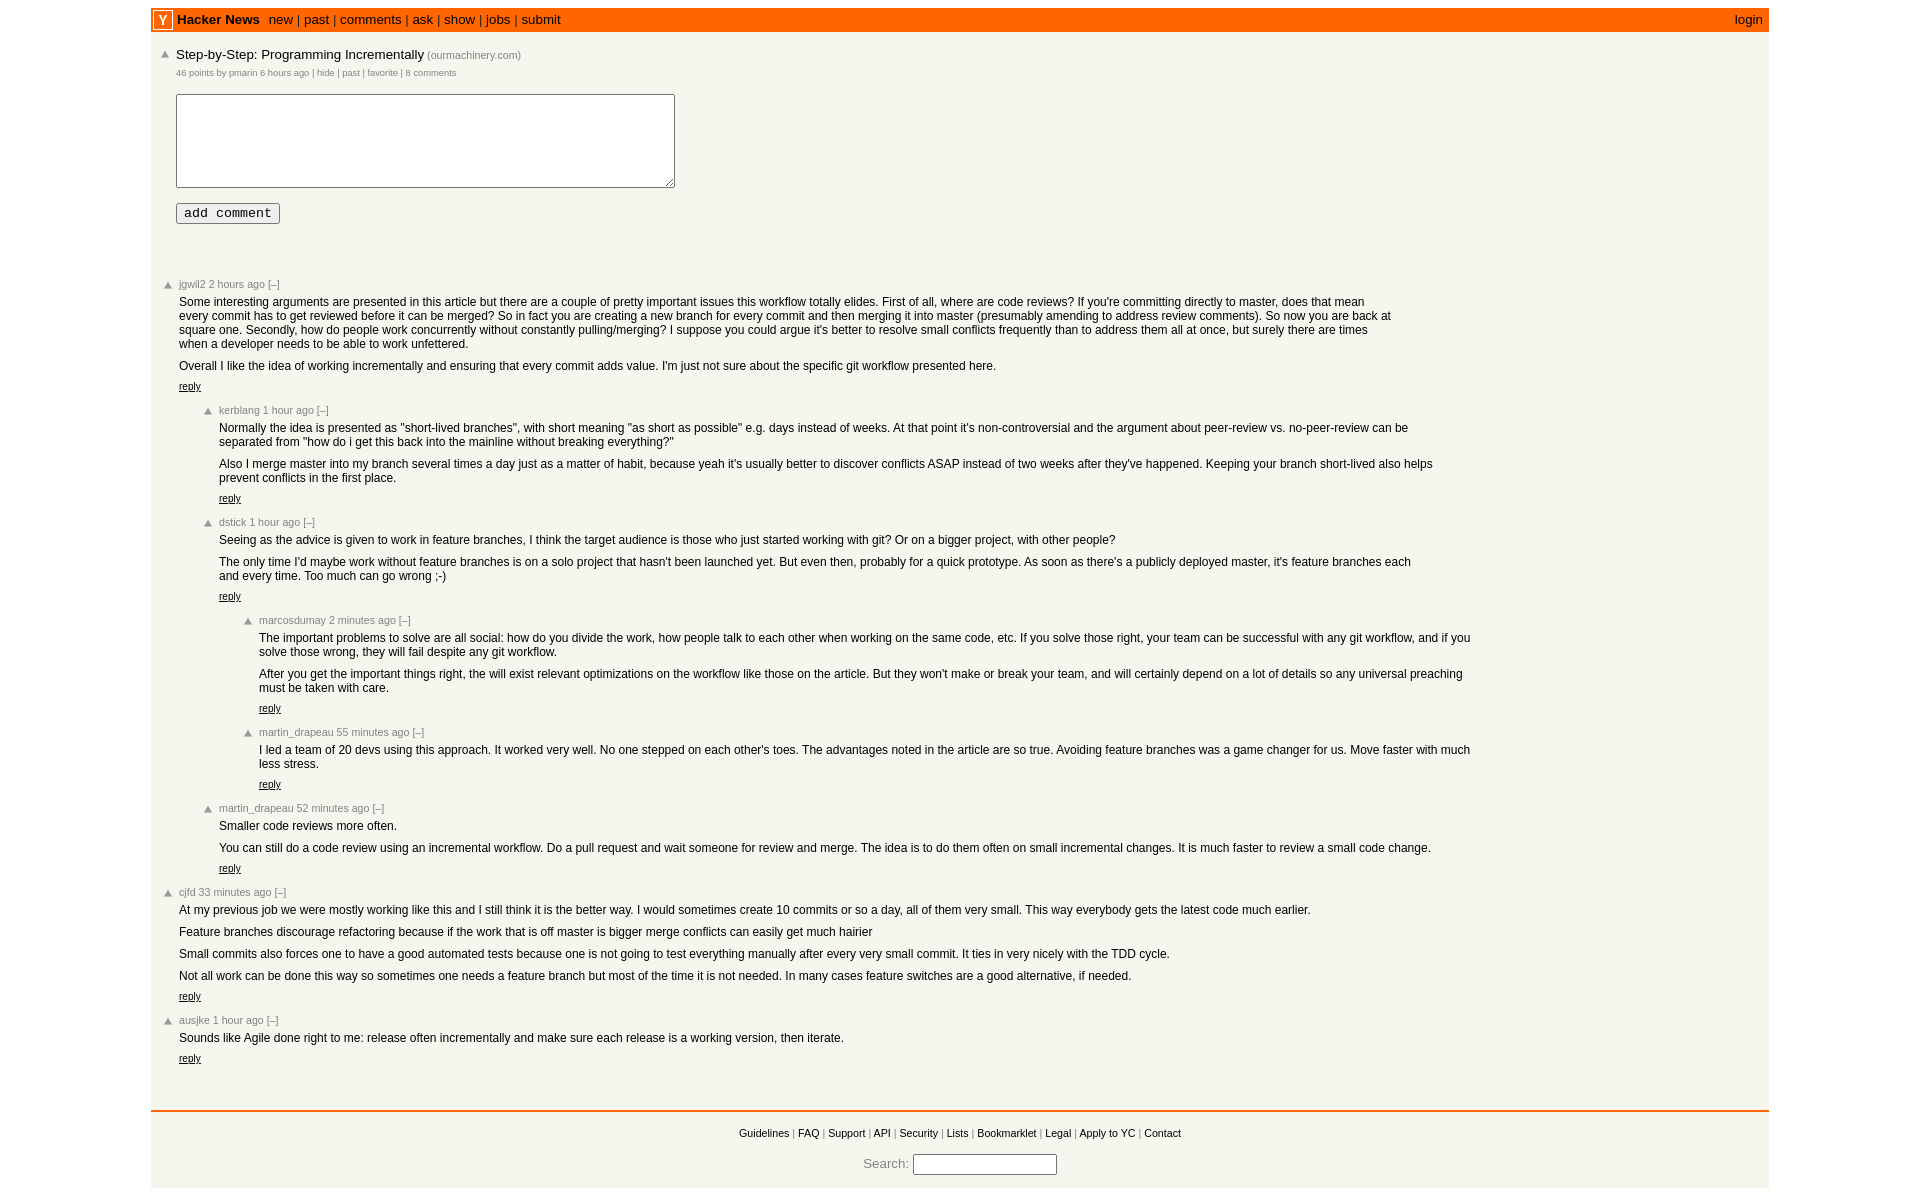 Y Hacker News new | past | comments | ask | show | jobs | submit login
Step-by-Step: Programming Incrementally (ourmachinery.com)
46 points by pmarin 6 hours ago | hide | past | favorite | 8 comments
add comment
jgwil2 2 hours ago [–]
Some interesting arguments are presented in this article but there are a couple of pretty important issues this workflow totally elides. First of all, where are code reviews? If you're committing directly to master, does that mean
every commit has to get reviewed before it can be merged? So in fact you are creating a new branch for every commit and then merging it into master (presumably amending to address review comments). So now you are back at
square one. Secondly, how do people work concurrently without constantly pulling/merging? I suppose you could argue it's better to resolve small conflicts frequently than to address them all at once, but surely there are times
when a developer needs to be able to work unfettered.
Overall I like the idea of working incrementally and ensuring that every commit adds value. I'm just not sure about the specific git workflow presented here.
reply
kerblang 1 hour ago [–]
Normally the idea is presented as "short-lived branches", with short meaning "as short as possible" e.g. days instead of weeks. At that point it's non-controversial and the argument about peer-review vs. no-peer-review can be
separated from "how do i get this back into the mainline without breaking everything?"
Also I merge master into my branch several times a day just as a matter of habit, because yeah it's usually better to discover conflicts ASAP instead of two weeks after they've happened. Keeping your branch short-lived also helps
prevent conflicts in the first place.
reply
dstick 1 hour ago [–]
Seeing as the advice is given to work in feature branches, I think the target audience is those who just started working with git? Or on a bigger project, with other people?
The only time I'd maybe work without feature branches is on a solo project that hasn't been launched yet. But even then, probably for a quick prototype. As soon as there's a publicly deployed master, it's feature branches each
and every time. Too much can go wrong ;-)
reply
marcosdumay 2 minutes ago [–]
The important problems to solve are all social: how do you divide the work, how people talk to each other when working on the same code, etc. If you solve those right, your team can be successful with any git workflow, and if you
solve those wrong, they will fail despite any git workflow.
After you get the important things right, the will exist relevant optimizations on the workflow like those on the article. But they won't make or break your team, and will certainly depend on a lot of details so any universal preaching
must be taken with care.
reply
martin_drapeau 55 minutes ago [–]
I led a team of 20 devs using this approach. It worked very well. No one stepped on each other's toes. The advantages noted in the article are so true. Avoiding feature branches was a game changer for us. Move faster with much
less stress.
reply
martin_drapeau 52 minutes ago [–]
Smaller code reviews more often.
You can still do a code review using an incremental workflow. Do a pull request and wait someone for review and merge. The idea is to do them often on small incremental changes. It is much faster to review a small code change.
reply
cjfd 33 minutes ago [–]
At my previous job we were mostly working like this and I still think it is the better way. I would sometimes create 10 commits or so a day, all of them very small. This way everybody gets the latest code much earlier.
Feature branches discourage refactoring because if the work that is off master is bigger merge conflicts can easily get much hairier
Small commits also forces one to have a good automated tests because one is not going to test everything manually after every very small commit. It ties in very nicely with the TDD cycle.
Not all work can be done this way so sometimes one needs a feature branch but most of the time it is not needed. In many cases feature switches are a good alternative, if needed.
reply
ausjke 1 hour ago [–]
Sounds like Agile done right to me: release often incrementally and make sure each release is a working version, then iterate.
reply
Guidelines | FAQ | Support | API | Security | Lists | Bookmarklet | Legal | Apply to YC | Contact
Search: